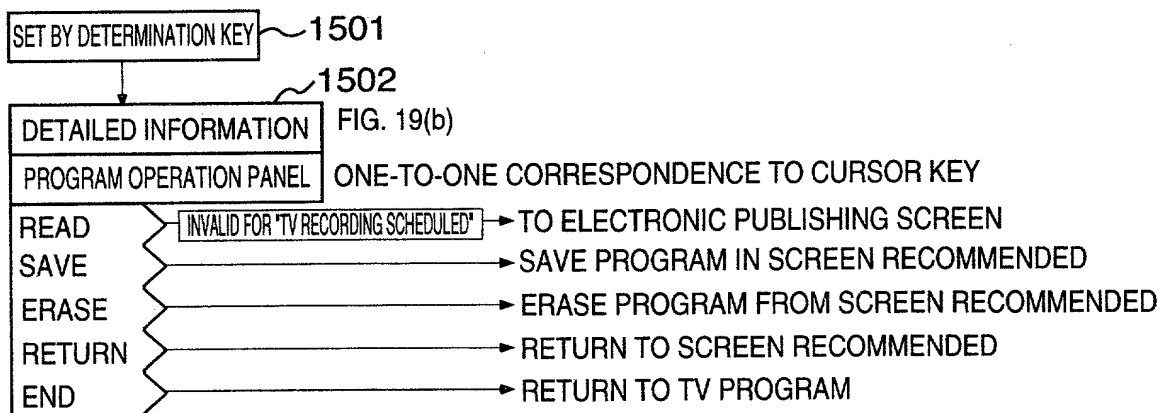 SET BY DETERMINATION KEY 1501
1502
DETAILED INFORMATION FIG. 19(b)
PROGRAM OPERATION PANEL ONE-TO-ONE CORRESPONDENCE TO CURSOR KEY
READ INVALID FOR "TV RECORDING SCHEDULED" TO ELECTRONIC PUBLISHING SCREEN
SAVE SAVE PROGRAM IN SCREEN RECOMMENDED
ERASE ERASE PROGRAM FROM SCREEN RECOMMENDED
RETURN RETURN TO SCREEN RECOMMENDED
END RETURN TO TV PROGRAM